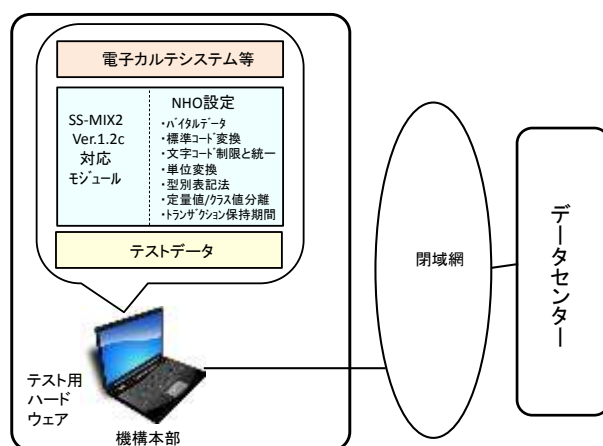 電子カルテシステム等
SS-MIX2
Ver.1.2c
対応
モジュール
NHO設定
・バイタルデータ
・標準コード変換
・文字コード制限と統一
・単位変換
・型別表記法
・定量値/クラス値分離
・トランザクション保持期間
テストデータ
テスト用
ハード
ウェア
機構本部
閉域網
データセンター